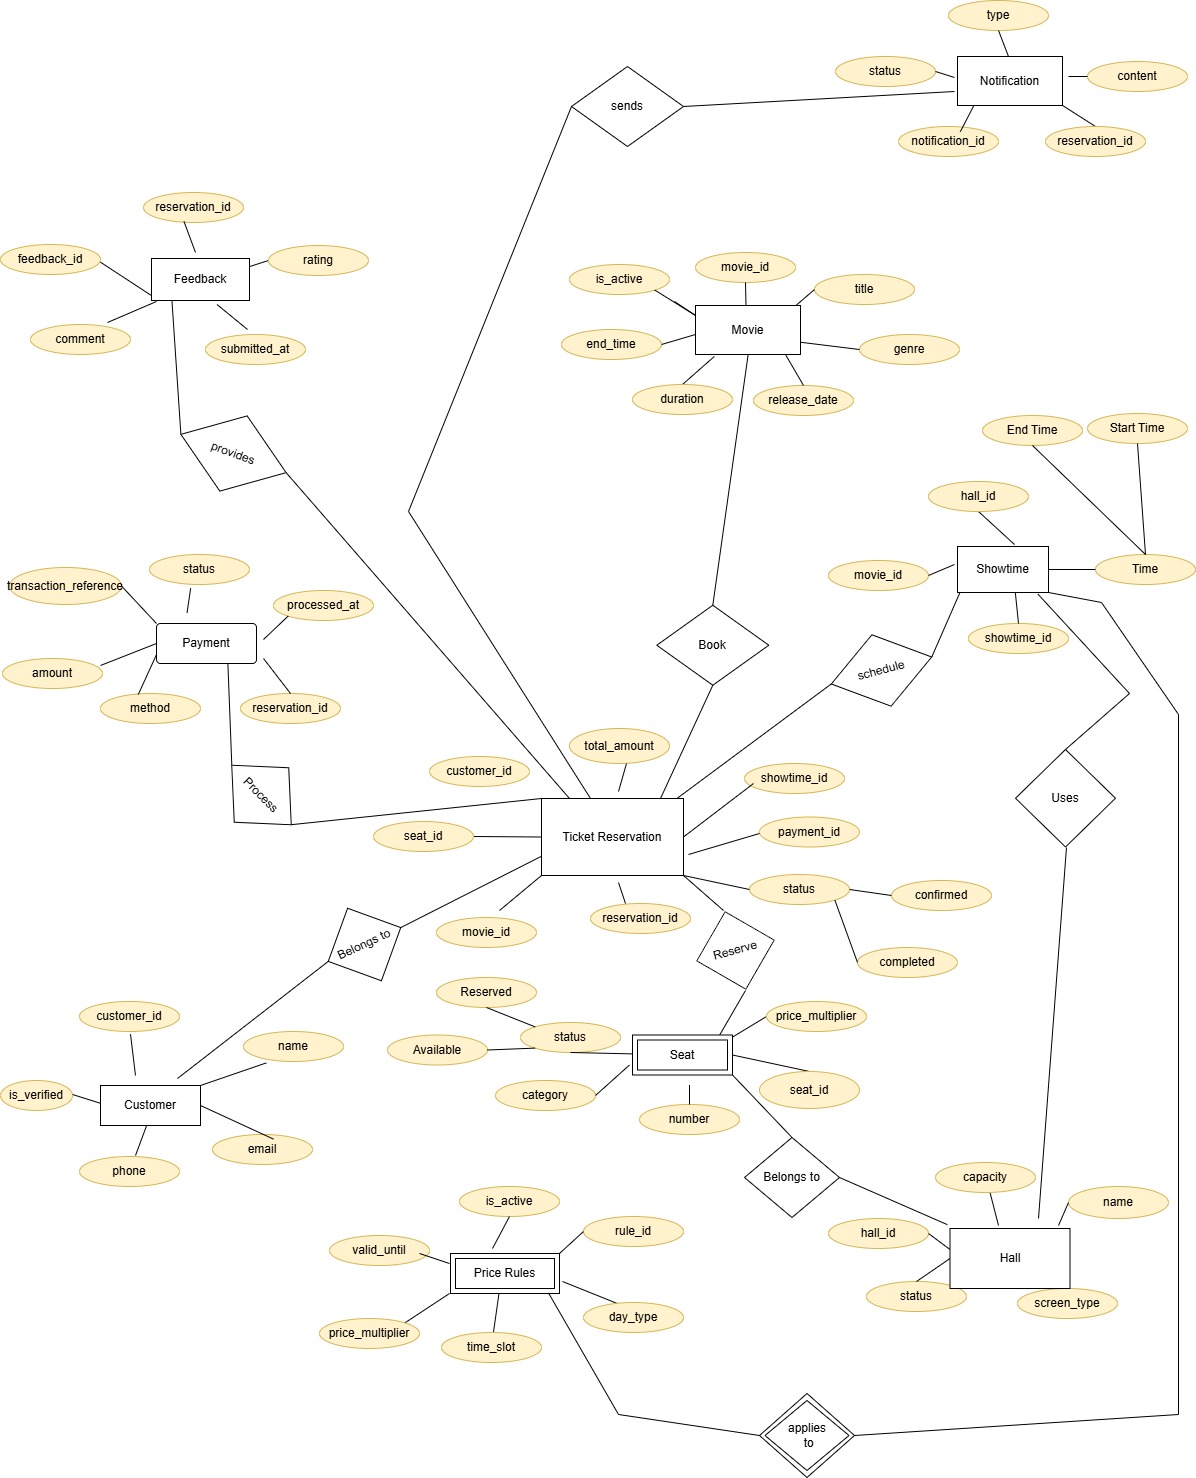 type
status
Notification
content
sends
notification_id
reservation_id
reservation_id
feedback_id
Feedback
rating
comment
submitted_at
provides
is_active
movie_id
title
end_time
Movie
genre
duration
release_date
End Time
Start Time
hall_id
movie_id
Showtime
Time
showtime_id
transaction_reference
status
processed_at
Payment
amount
method
reservation_id
Process
Book
schedule
Uses
customer_id
total_amount
showtime_id
seat_id
Ticket Reservation
payment_id
status
confirmed
movie_id
reservation_id
completed
Belongs to
Reserve
customer_id
name
is_verified
Customer
phone
email
Reserved
Available
status
Seat
price_multiplier
category
number
seat_id
Belongs to
capacity
name
hall_id
Hall
status
screen_type
is_active
rule_id
valid_until
Price Rules
price_multiplier
time_slot
day_type
applies
to